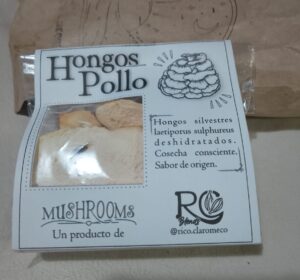 Hongos
Pollo
Hongos silvestres
laetiporus sulphureus
deshidratados.
Cosecha consciente.
Sabor de origen.
MUSHROOMS
Un producto de
RC
Blends
@rico.claromeco